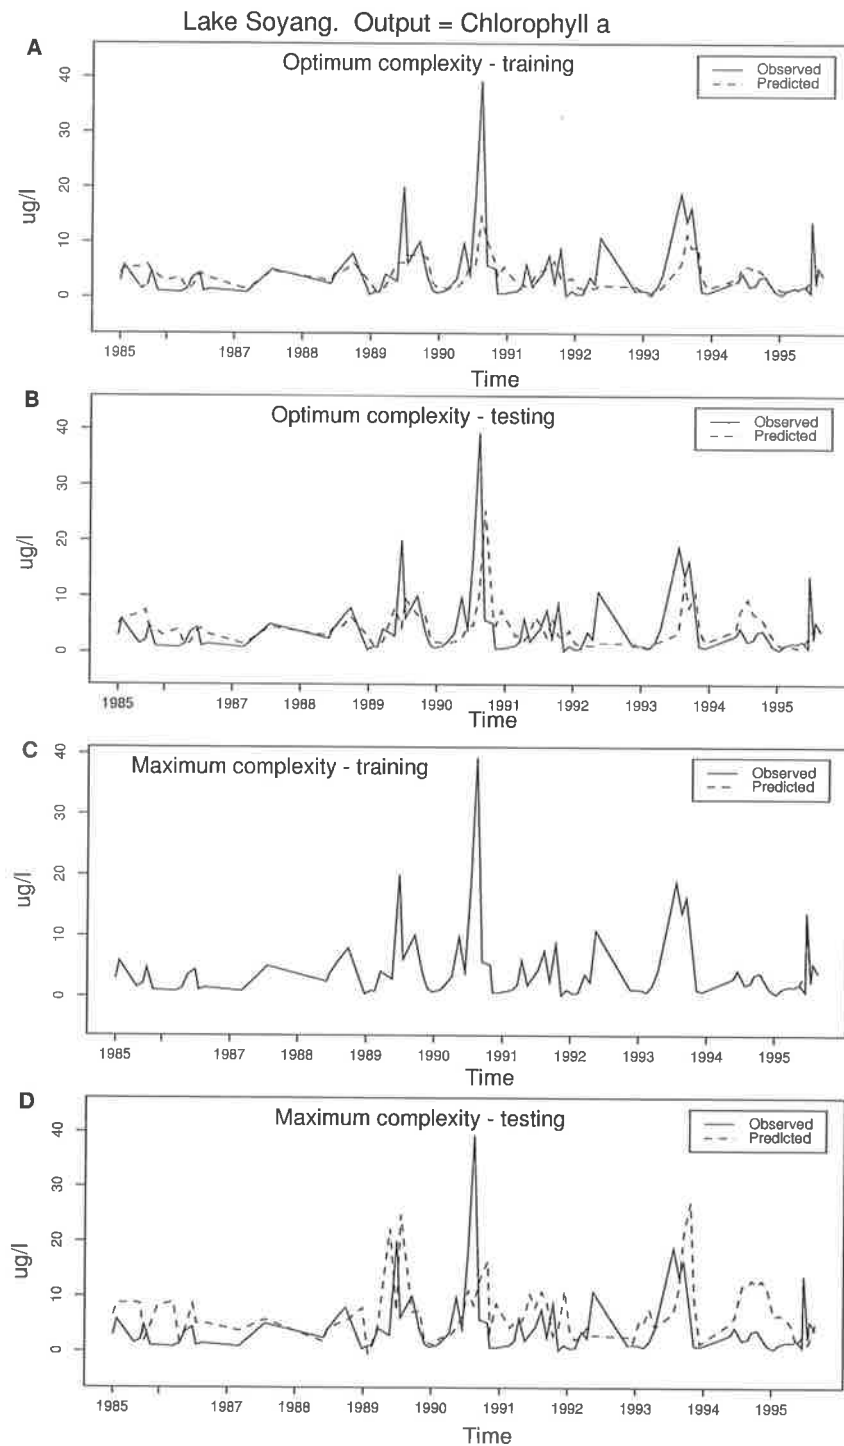 Lake Soyang. Output = Chlorophyll a
A
Optimum complexity - training
Observed
Predicted
40
30
20
10
0
ug/l
1985
1987
1988
1989
1990
1991
1992
1993
1994
1995
Time
B
Optimum complexity - testing
Observed
Predicted
40
30
20
10
0
ug/l
1985
1987
1988
1989
1990
1991
1992
1993
1994
1995
Time
C
Maximum complexity - training
Observed
Predicted
40
30
20
10
0
ug/l
1985
1987
1988
1989
1990
1991
1992
1993
1994
1995
Time
D
Maximum complexity - testing
Observed
Predicted
40
30
20
10
0
ug/l
1985
1987
1988
1989
1990
1991
1992
1993
1994
1995
Time